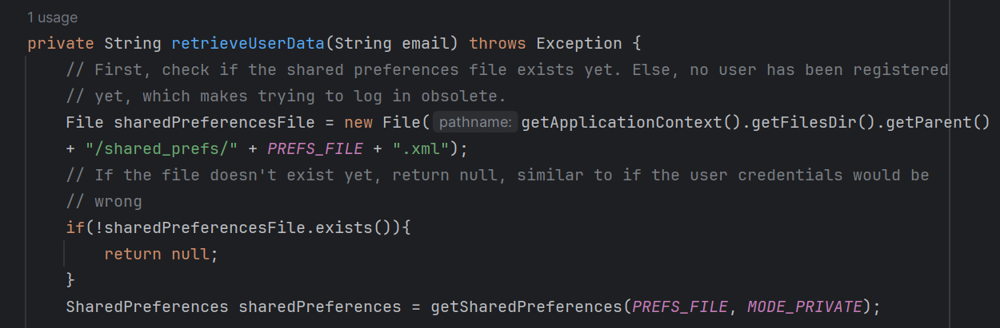 1 usage
private String retrieveUserData(String email) throws Exception {
// First, check if the shared preferences file exists yet. Else, no user has been registered
// yet, which makes trying to log in obsolete.
File sharedPreferencesFile = new File( pathname: getApplicationContext().getFilesDir().getParent()
+ "/shared_prefs/" + PREFS_FILE + ".xml");
// If the file doesn't exist yet, return null, similar to if the user credentials would be
// wrong
if(!sharedPreferencesFile.exists()){
return null;
}
SharedPreferences sharedPreferences = getSharedPreferences(PREFS_FILE, MODE_PRIVATE);